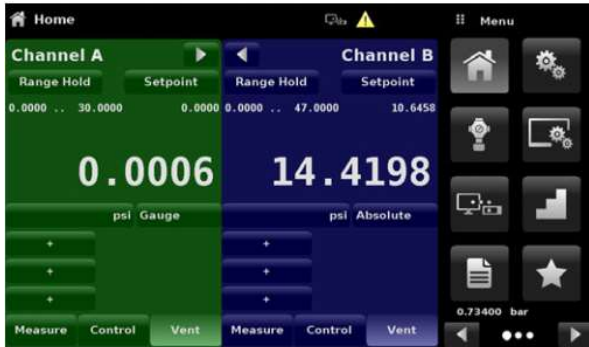 Home
Menu
Channel A
Channel B
Range Hold Setpoint
Range Hold Setpoint
0.0000 .. 30.0000 0.0000
0.0000 .. 47.0000 10.6458
0.0006
14.4198
psi Gauge
psi Absolute
+
+
+
+
+
+
Measure Control Vent
Measure Control Vent
0.73400 bar